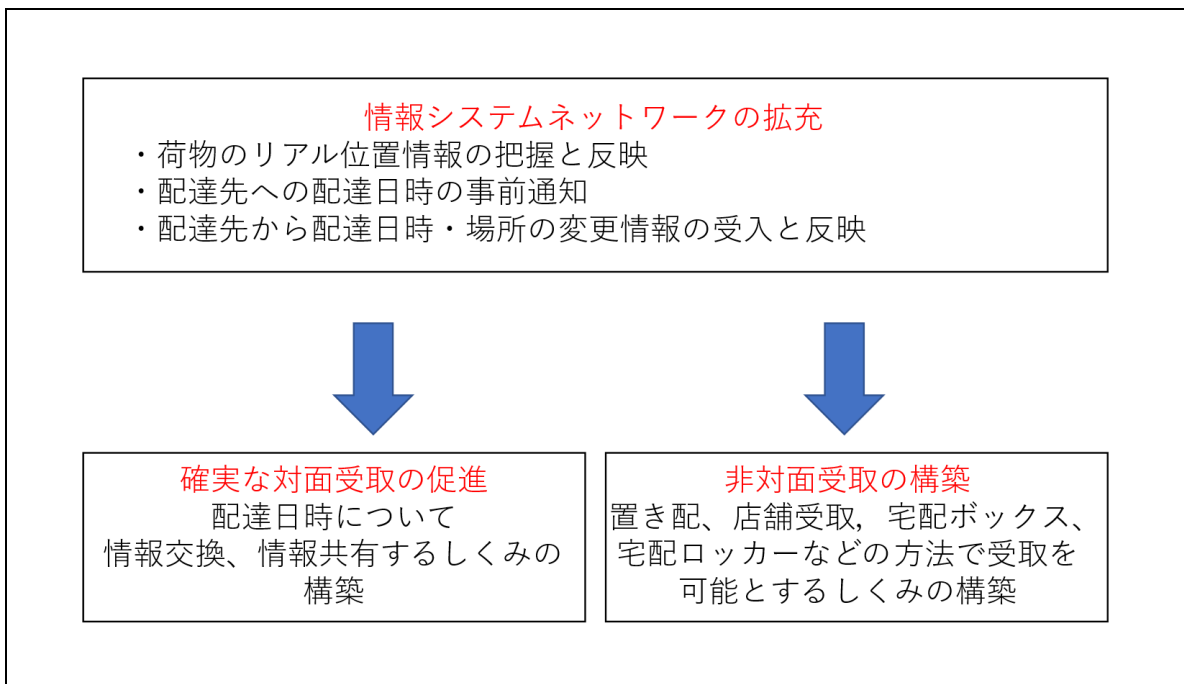 情報システムネットワークの拡充
・荷物のリアル位置情報の把握と反映
・配達先への配達日時の事前通知
・配達先から配達日時・場所の変更情報の受入と反映
確実な対面受取の促進
配達日時について
情報交換、情報共有するしくみの
構築
非対面受取の構築
置き配、店舗受取, 宅配ボックス、
宅配ロッカーなどの方法で受取を
可能とするしくみの構築